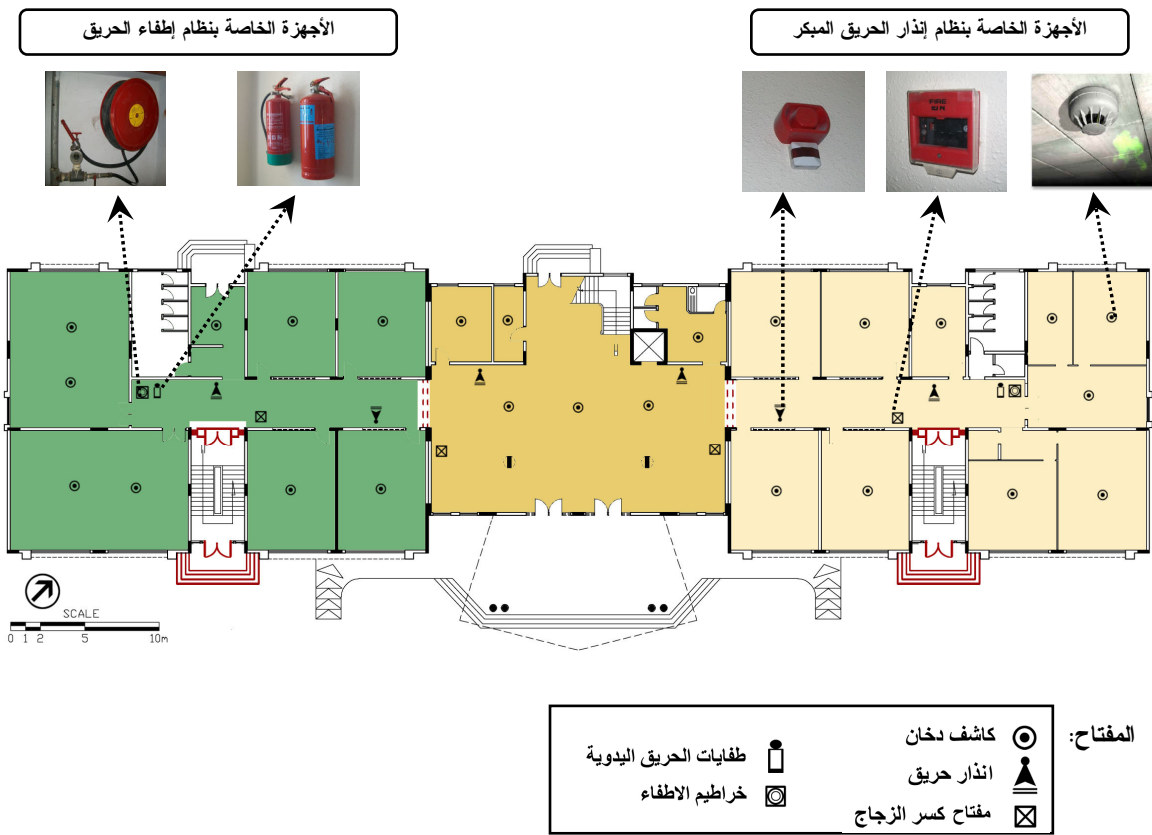 الأجهزة الخاصة بنظام إنذار الحريق المبكر
الأجهزة الخاصة بنظام إطفاء الحريق
FIRE
SCALE
0 1 2 5 10m
المفتاح:
كاشف دخان
انذار حريق
مفتاح كسر الزجاج
طفايات الحريق اليدوية
خراطيم الاطفاء